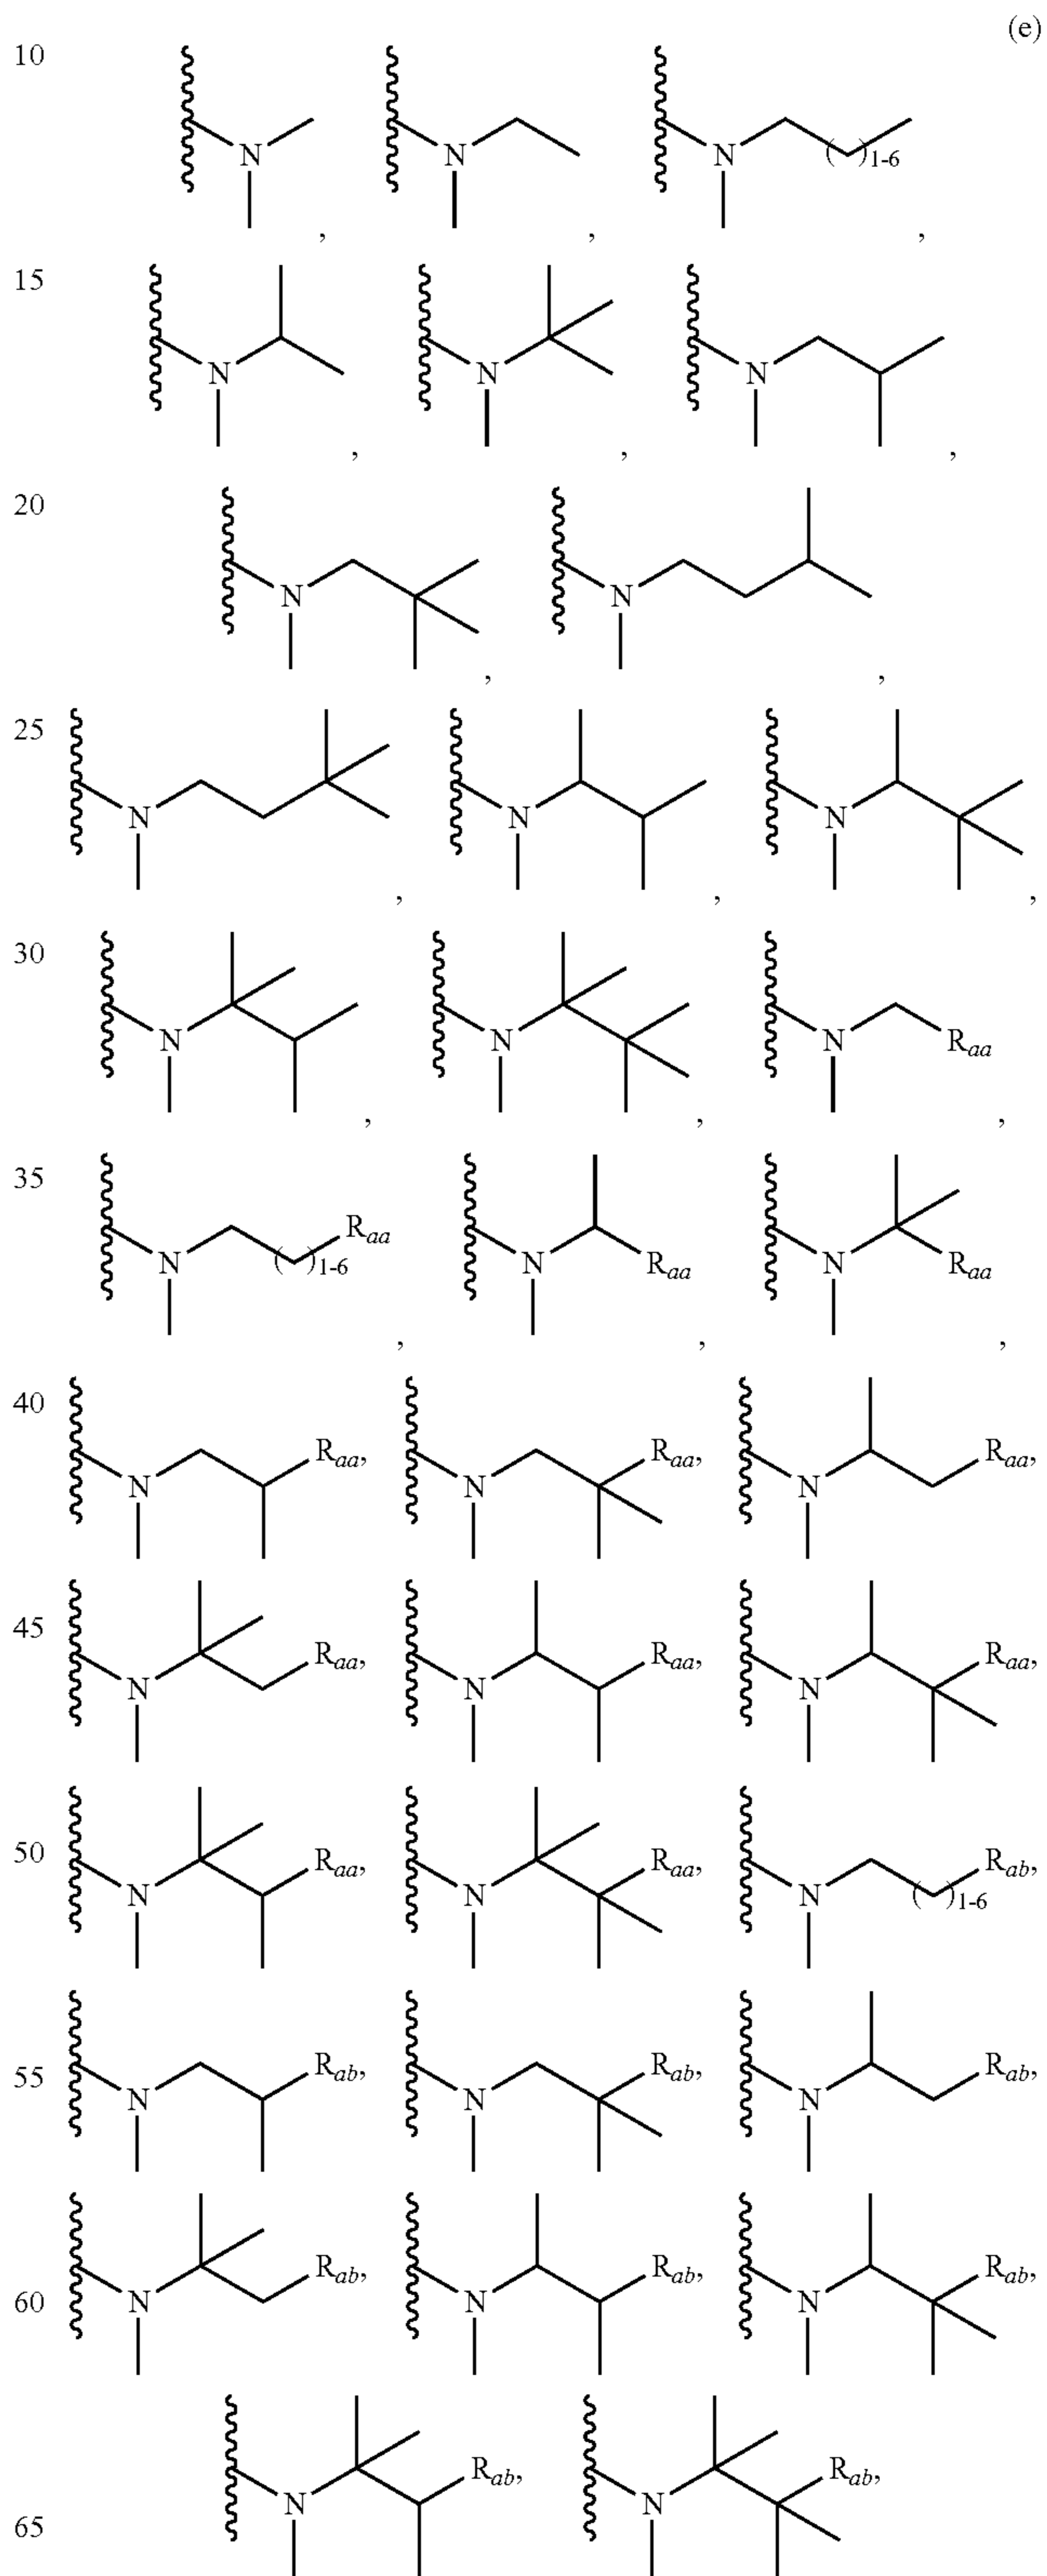 (e)
10
N N N ( )1-6
, , ,
15
N N N
, , ,
20
N N
, ,
25
N N N
, , ,
30
N N N Raa
, , ,
35
N ( )1-6 Raa N Raa N Raa
, , ,
40
N Raa, N Raa, N Raa,
45
N Raa, N Raa, N Raa,
50
N Raa, N Raa, N ( )1-6 Rab,
55
N Rab, N Rab, N Rab,
60
N Rab, N Rab, N Rab,
N Rab, N Rab,
65